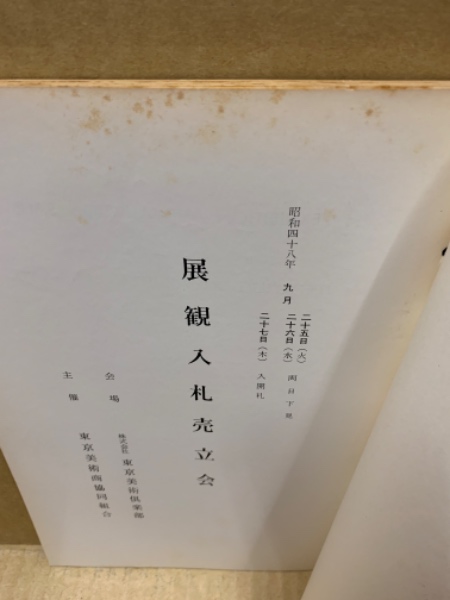 昭和四十八年 九月
二十五日(火)
二十六日(水) 両日下見
二十七日(木) 入開札
展観入札売立会
会場 株式会社 東京美術倶楽部
主催 東京美術商協同組合